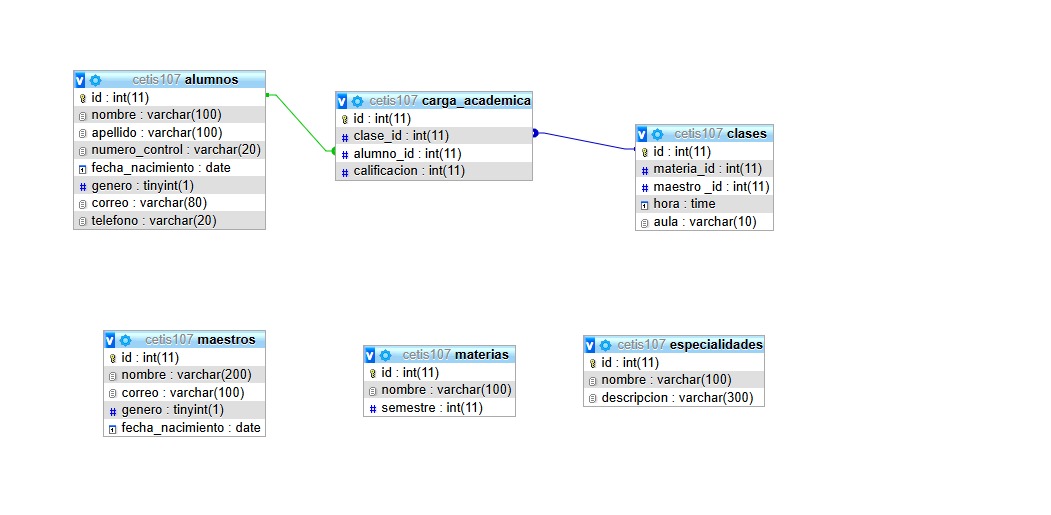 cetis107 alumnos
id : int(11)
nombre : varchar(100)
apellido : varchar(100)
numero_control : varchar(20)
fecha_nacimiento : date
genero : tinyint(1)
correo : varchar(80)
telefono : varchar(20)
cetis107 carga_academica
id : int(11)
clase_id : int(11)
alumno_id : int(11)
calificacion : int(11)
cetis107 clases
id : int(11)
materia_id : int(11)
maestro _id : int(11)
hora : time
aula : varchar(10)
cetis107 maestros
id : int(11)
nombre : varchar(200)
correo : varchar(100)
genero : tinyint(1)
fecha_nacimiento : date
cetis107 materias
id : int(11)
nombre : varchar(100)
semestre : int(11)
cetis107 especialidades
id : int(11)
nombre : varchar(100)
descripcion : varchar(300)